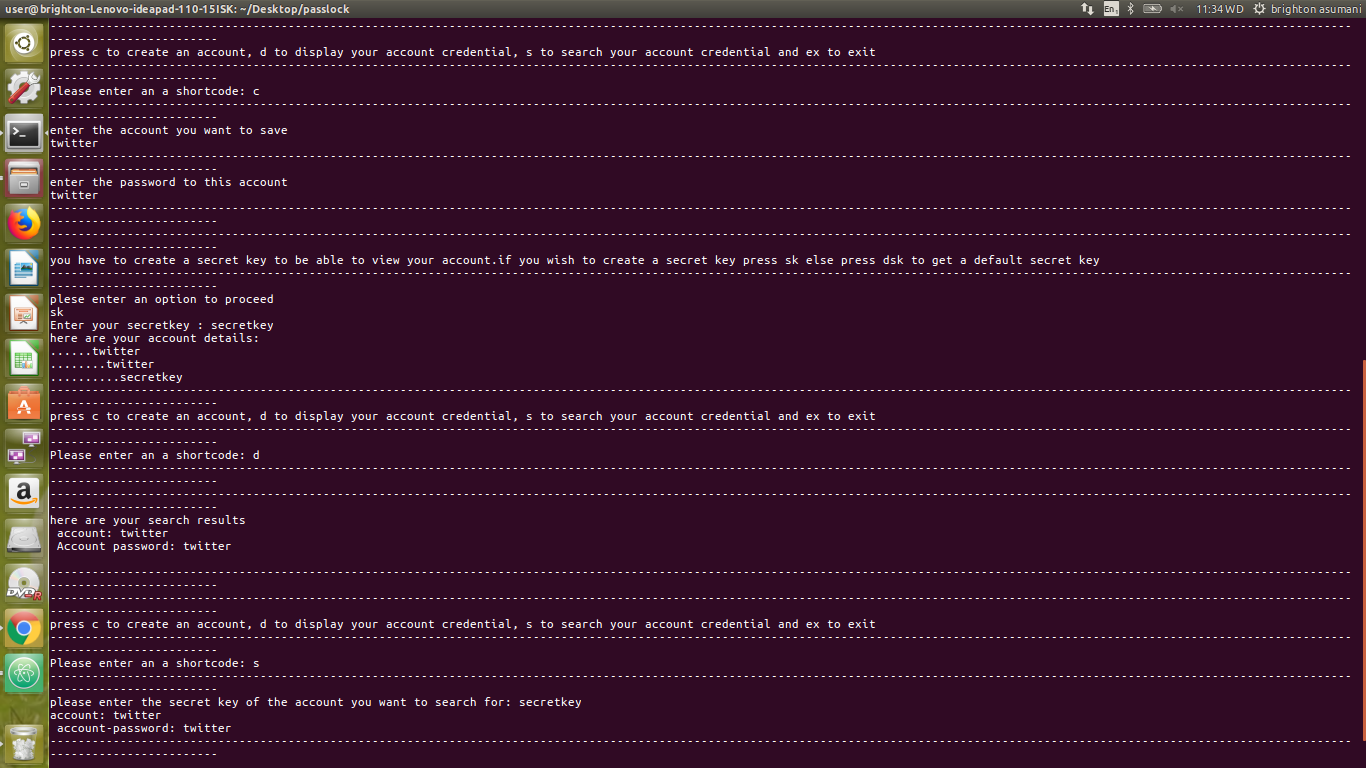 user@brighton-Lenovo-ideapad-110-15ISK: ~/Desktop/passlock
En1
11:34 WD
brighton asumani
press c to create an account, d to display your account credential, s to search your account credential and ex to exit
Please enter an a shortcode: c
enter the account you want to save
twitter
enter the password to this account
twitter
you have to create a secret key to be able to view your account.if you wish to create a secret key press sk else press dsk to get a default secret key
plese enter an option to proceed
sk
Enter your secretkey : secretkey
here are your account details:
......twitter
........twitter
..........secretkey
press c to create an account, d to display your account credential, s to search your account credential and ex to exit
Please enter an a shortcode: d
here are your search results
account: twitter
Account password: twitter
press c to create an account, d to display your account credential, s to search your account credential and ex to exit
Please enter an a shortcode: s
please enter the secret key of the account you want to search for: secretkey
account: twitter
account-password: twitter